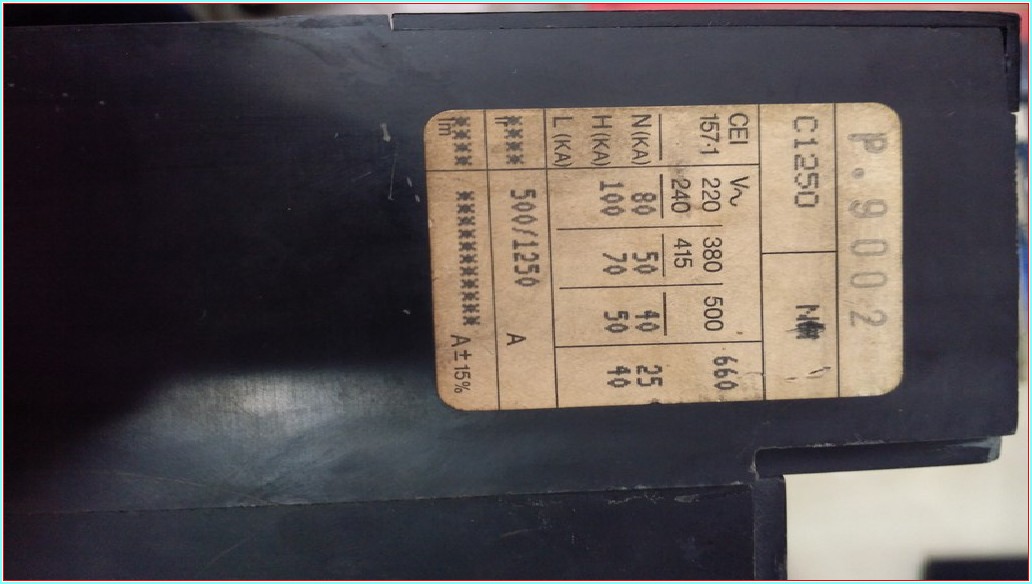 P.9002
C1250 N
CEI V~
157·1 220 380 500 660
240 415
N(KA) 80 50 40 25
H(KA) 100 70 50 40
L(KA)
****
Ir 500/1250 A
****
Im *********** A ±15%